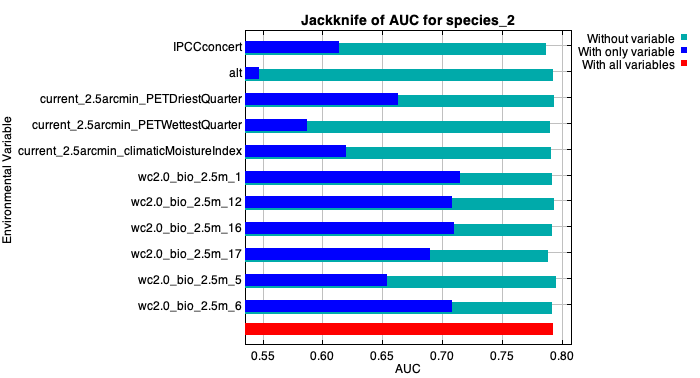 Jackknife of AUC for species_2
Without variable
With only variable
With all variables
Environmental Variable
IPCCconcert
alt
current_2.5arcmin_PETDriestQuarter
current_2.5arcmin_PETWettestQuarter
current_2.5arcmin_climaticMoistureIndex
wc2.0_bio_2.5m_1
wc2.0_bio_2.5m_12
wc2.0_bio_2.5m_16
wc2.0_bio_2.5m_17
wc2.0_bio_2.5m_5
wc2.0_bio_2.5m_6
0.55 0.60 0.65 0.70 0.75 0.80
AUC